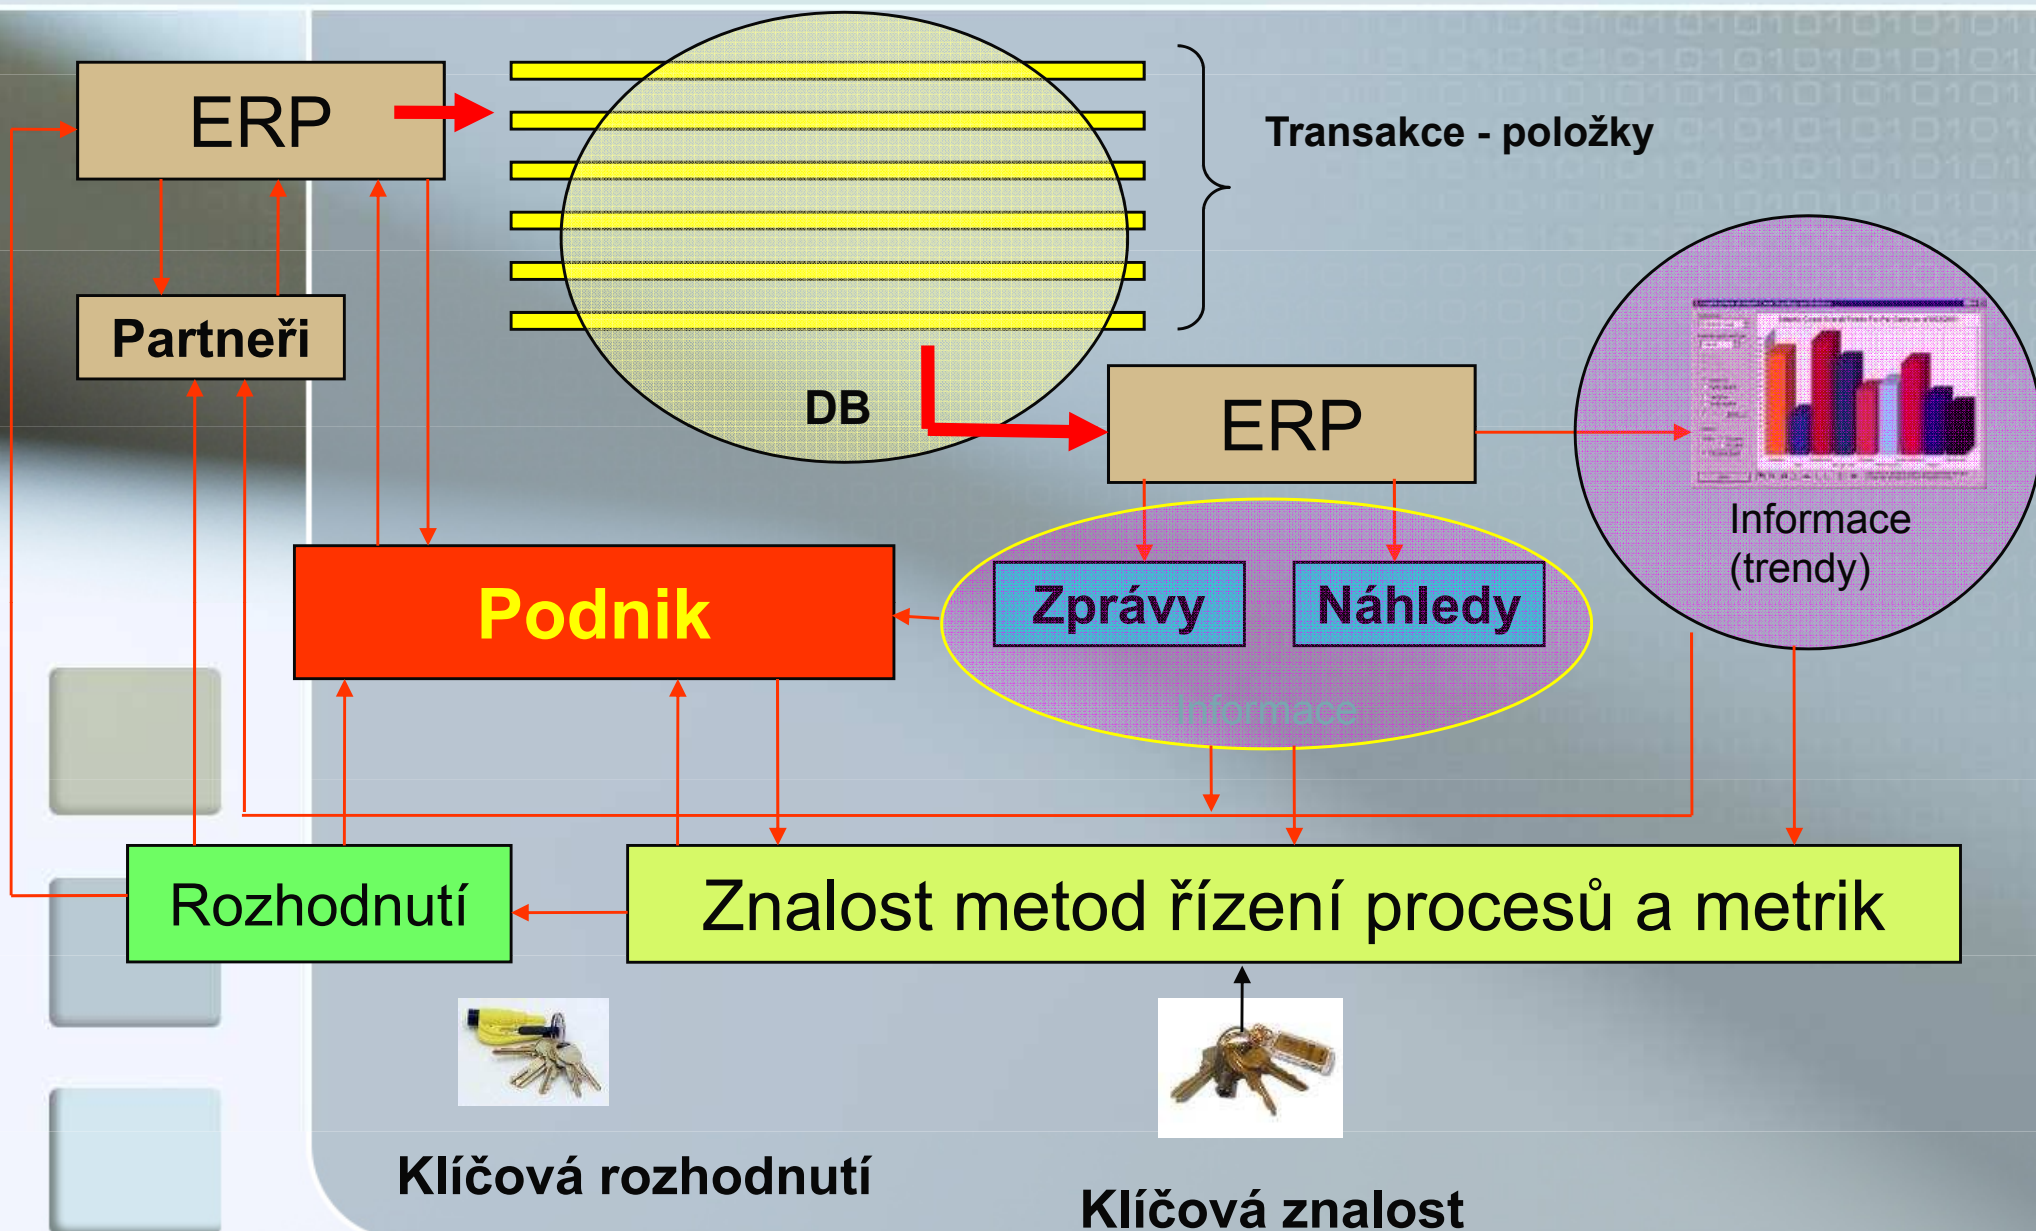 ERP
Transakce - položky
Partneři
DB
ERP
Informace
(trendy)
Podnik
Zprávy
Náhledy
Informace
Rozhodnutí
Znalost metod řízení procesů a metrik
Klíčová rozhodnutí
Klíčová znalost